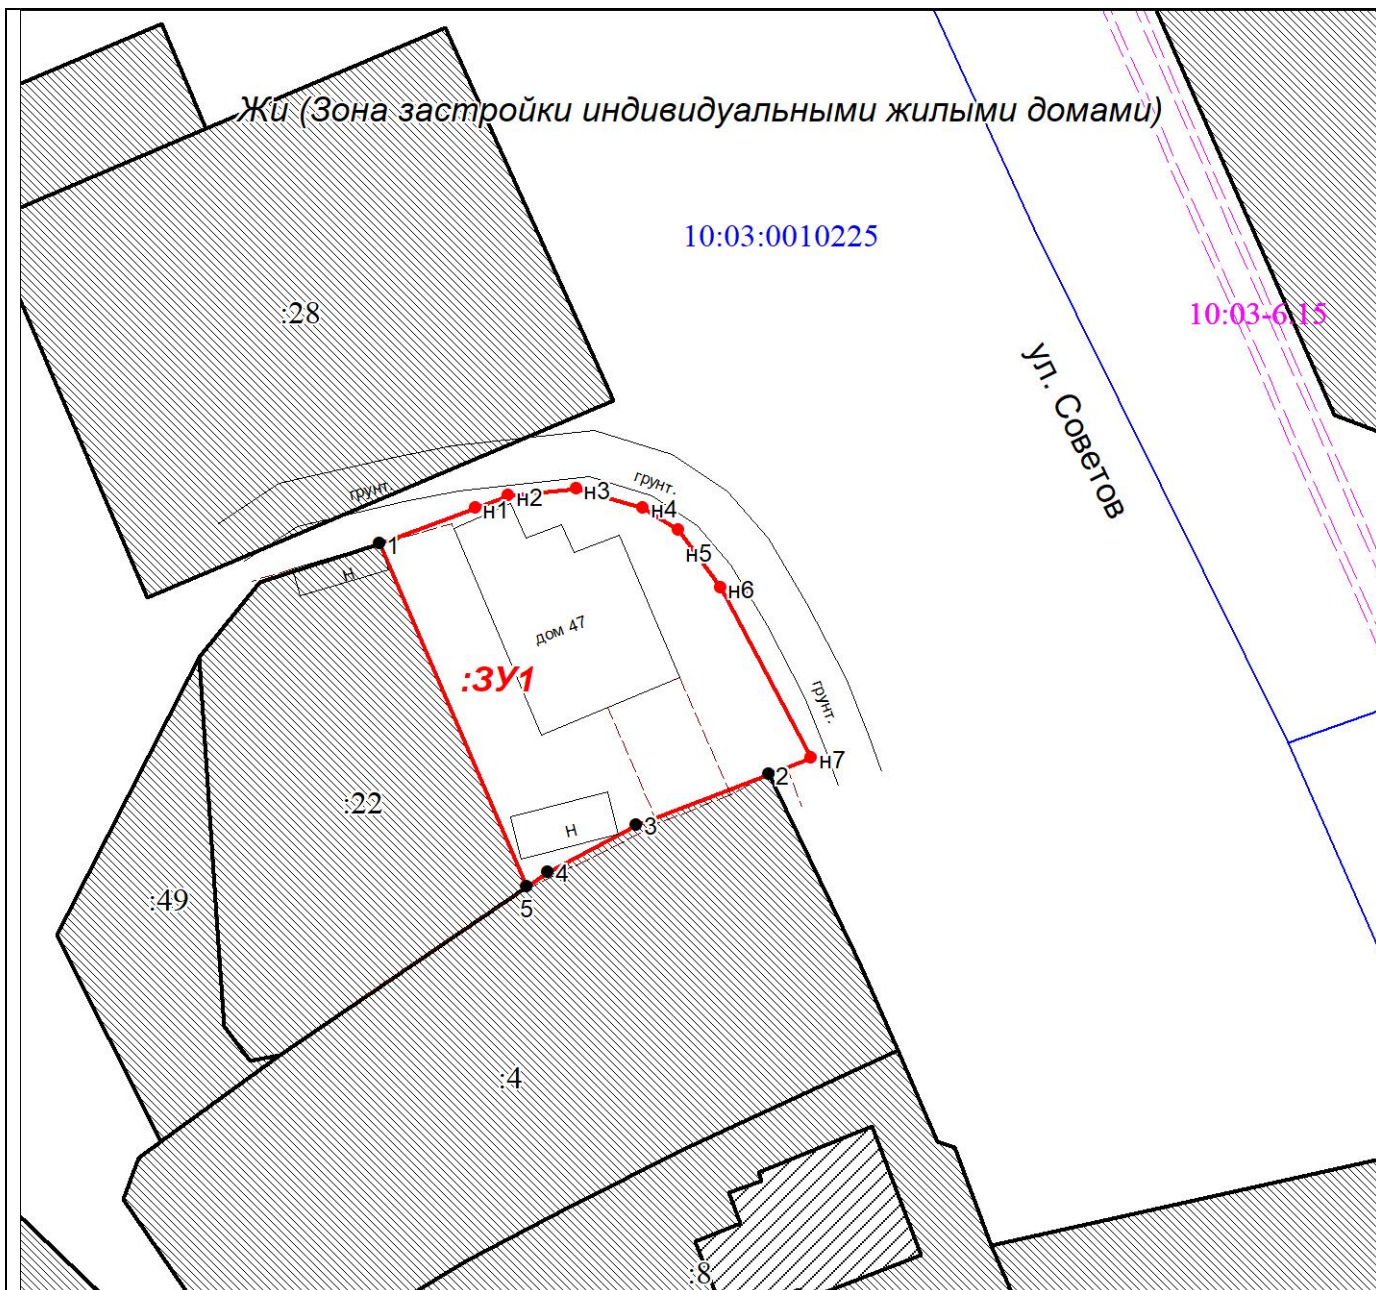 Жи (Зона застройки индивидуальными жилыми домами)
10:03:0010225
:28
10:03-6.15
ул. Советов
грунт.
грунт.
н3
н2
н1
н4
1
н5
Н
н6
дом 47
:ЗУ1
грунт.
н7
2
:22
3
Н
4
:49
5
:4
:8